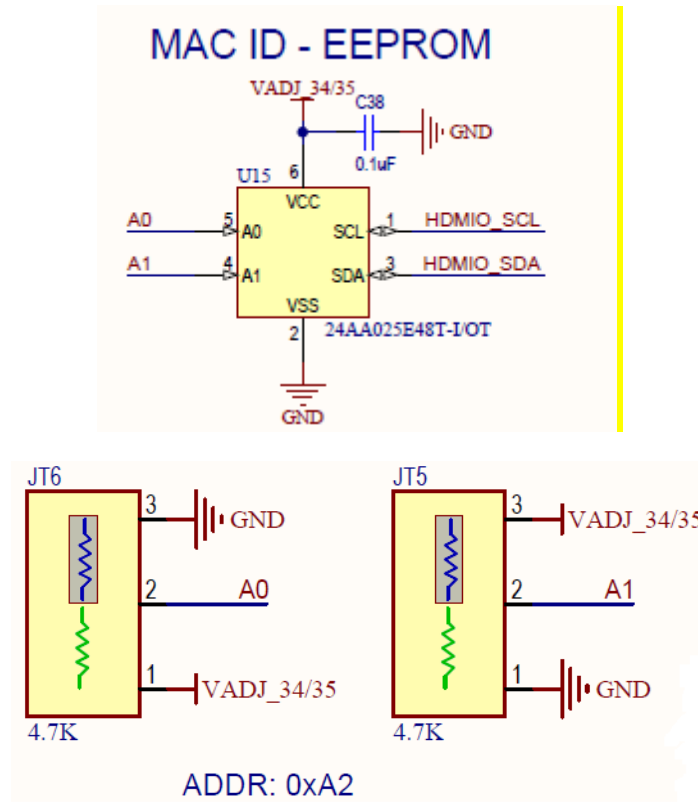 MAC ID - EEPROM
VADJ_34/35
C38
GND
0.1uF
U15
6
VCC
A0
5
A0
SCL
1
HDMIO_SCL
A1
4
A1
SDA
3
HDMIO_SDA
VSS
2
24AA025E48T-I/OT
GND
JT6
3
GND
2
A0
1
VADJ_34/35
4.7K
JT5
3
VADJ_34/35
2
A1
1
GND
4.7K
ADDR: 0xA2